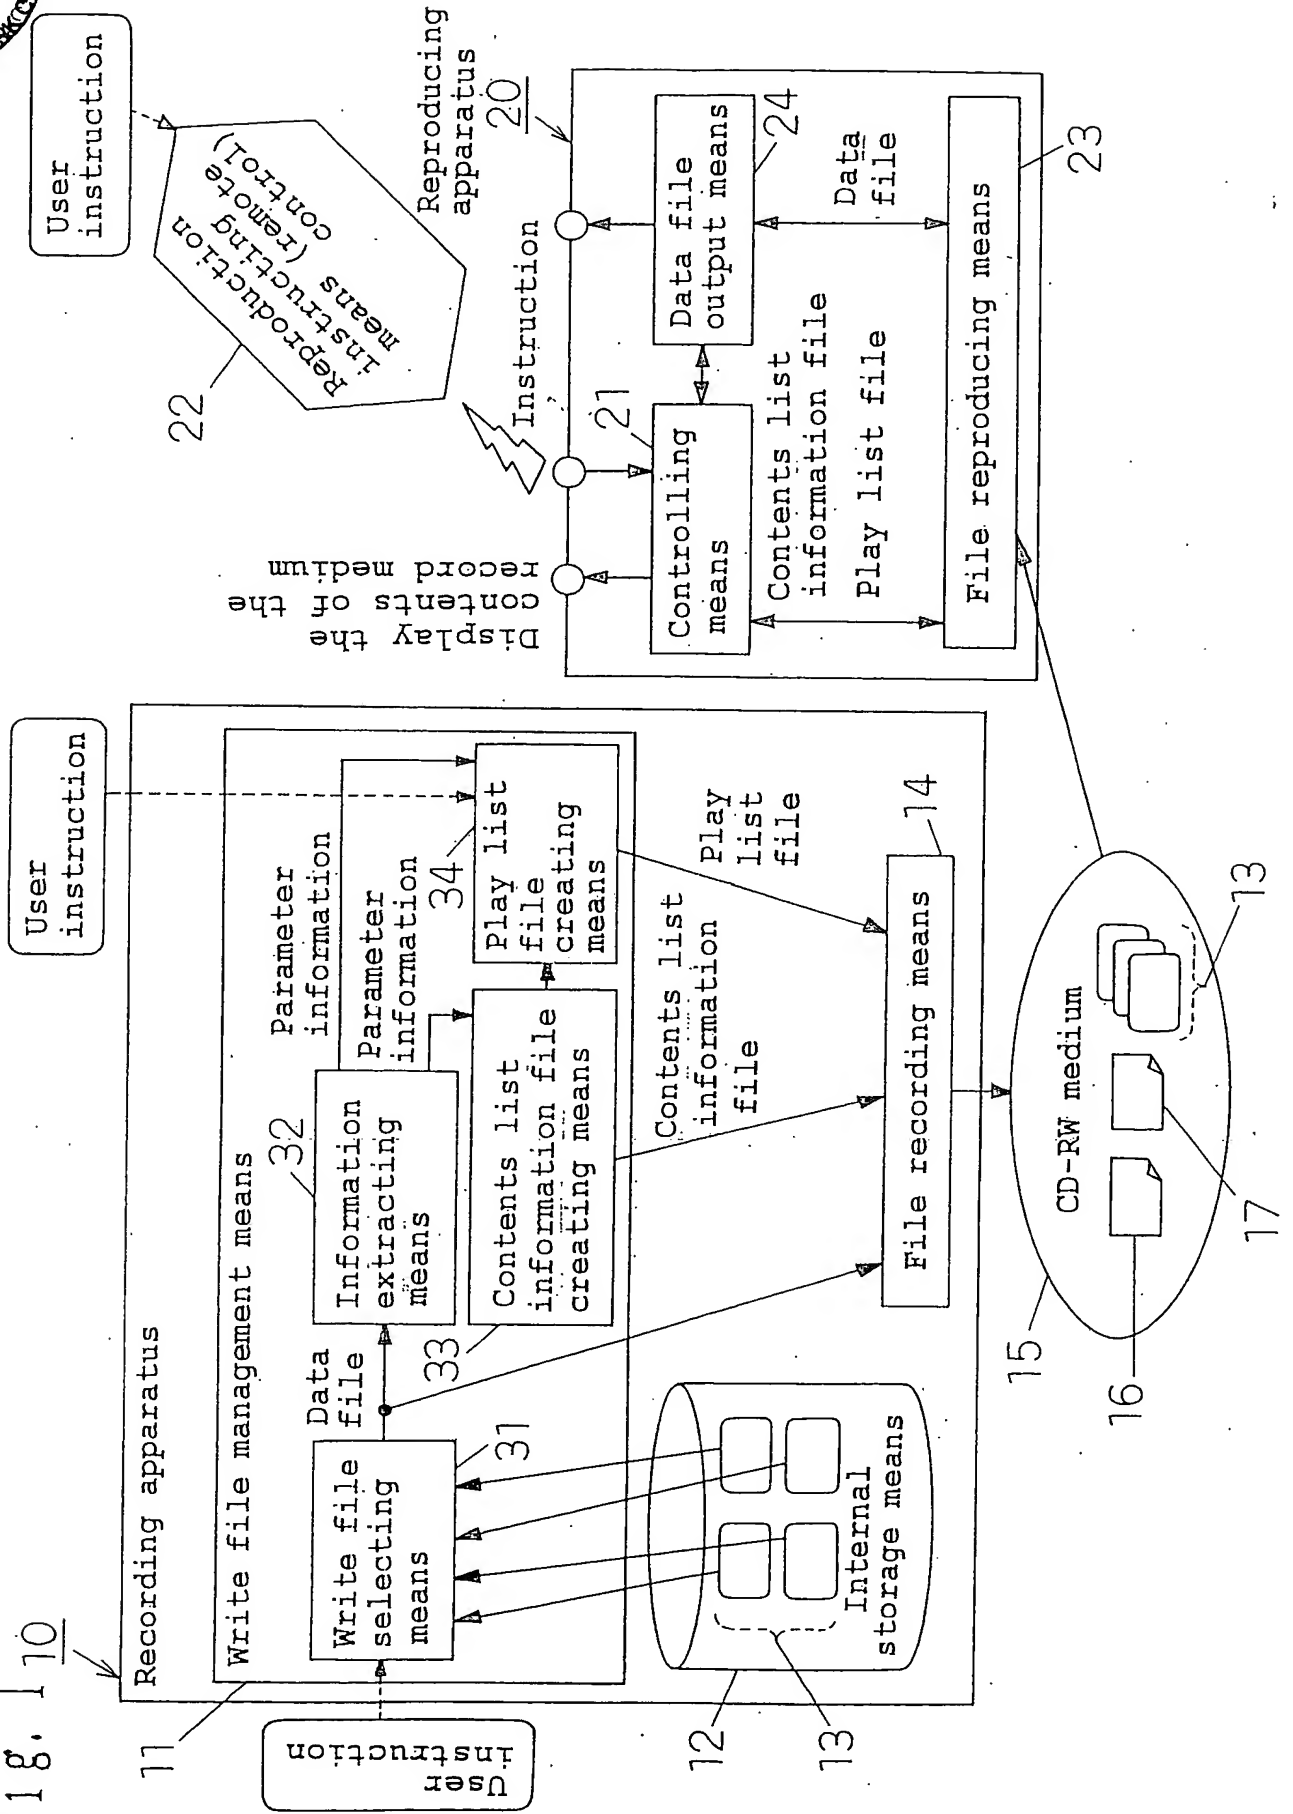 ig. 1
10
Recording apparatus
11
Write file management means
User
instruction
Write file
selecting
means
31
Data
file
32
Information
extracting
means
Parameter
information
Parameter
information
User
instruction
33
Contents list
information file
creating means
34
Play list
file
creating
means
12
13
Internal
storage means
Contents list
information
file
Play
list
file
14
File recording means
15
CD-RW medium
16
17
13
User
instruction
22
Reproduction
instructing
means (remote
control)
Reproducing
apparatus
20
Instruction
Display the
contents of the
record medium
21
Controlling
means
Data file
output means
24
Contents list
information file
Play list file
Data
file
File reproducing means
23